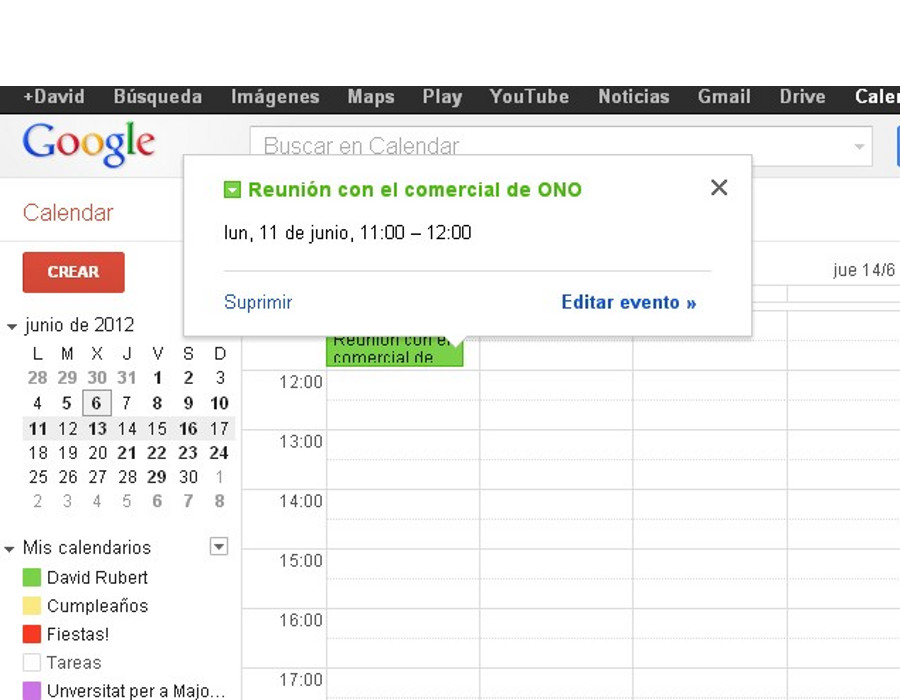 +David Búsqueda Imágenes Maps Play YouTube Noticias Gmail Drive Caler
Google
Buscar en Calendar
Reunión con el comercial de ONO
lun, 11 de junio, 11:00 – 12:00
Suprimir Editar evento »
Calendar
CREAR
jue 14/6
junio de 2012
L M X J V S D
28 29 30 31 1 2 3
4 5 6 7 8 9 10
11 12 13 14 15 16 17
18 19 20 21 22 23 24
25 26 27 28 29 30 1
2 3 4 5 6 7 8
Mis calendarios
David Rubert
Cumpleaños
Fiestas!
Tareas
Unversitat per a Majo...
Reunión con el
comercial de
12:00
13:00
14:00
15:00
16:00
17:00